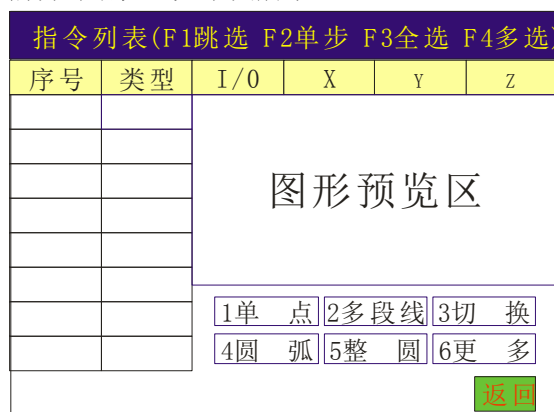 指令列表(F1跳选 F2单步 F3全选 F4多选)
序号 类型 I/0 X Y Z
图形预览区
1单 点 2多段线 3切 换
4圆 弧 5整 圆 6更 多
返回